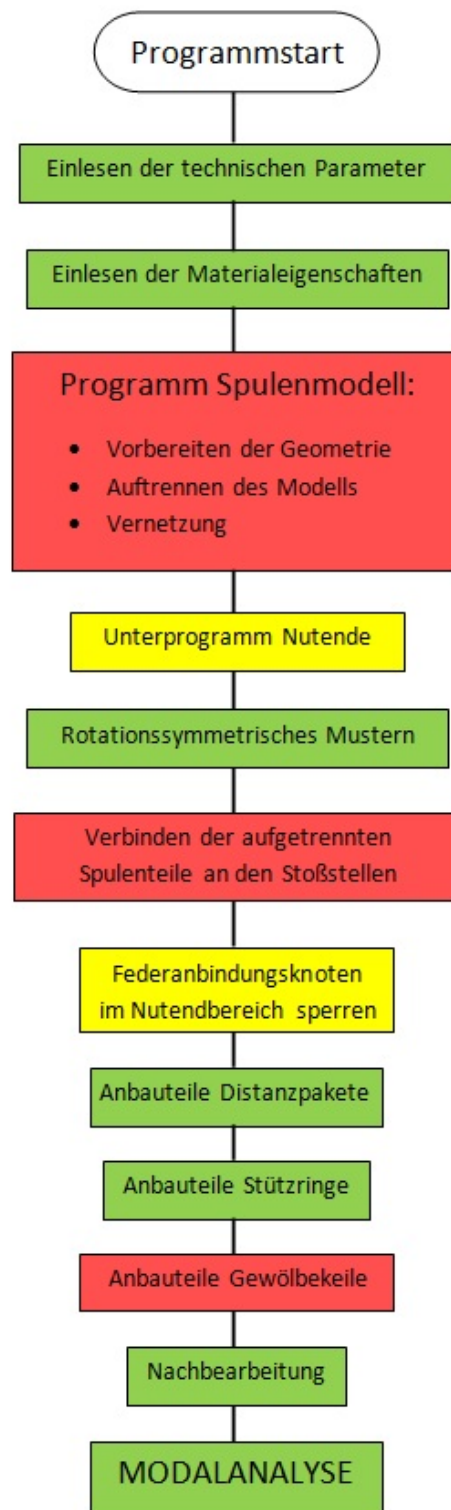 Programmstart
Einlesen der technischen Parameter
Einlesen der Materialeigenschaften
Programm Spulenmodell:
• Vorbereiten der Geometrie
• Auftrennen des Modells
• Vernetzung
Unterprogramm Nutende
Rotationssymmetrisches Mustern
Verbinden der aufgetrennten
Spulenteile an den Stoßstellen
Federanbindungsknoten
im Nutendbereich sperren
Anbauteile Distanzpakete
Anbauteile Stützringe
Anbauteile Gewölbekeile
Nachbearbeitung
MODALANALYSE